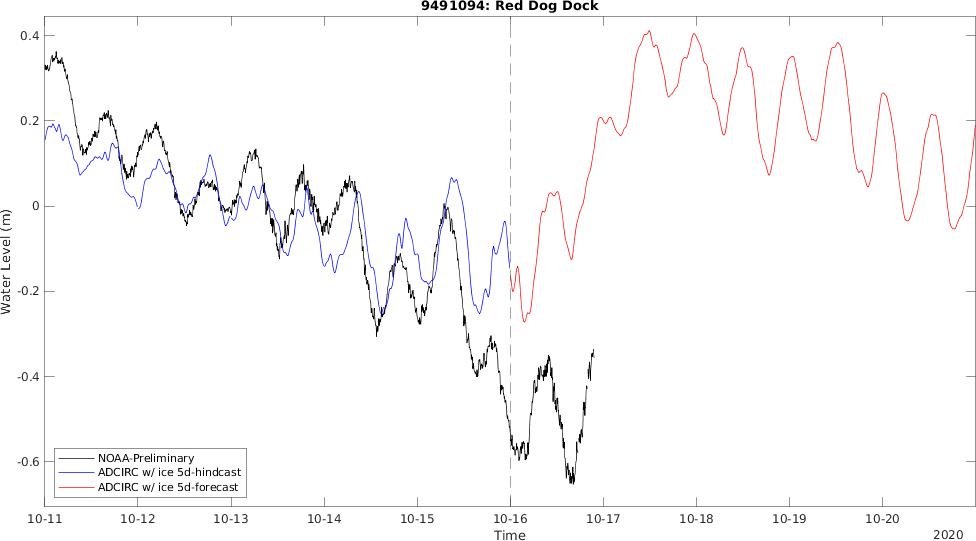 9491094: Red Dog Dock
Water Level (m)
0.4
0.2
0
-0.2
-0.4
-0.6
NOAA-Preliminary
ADCIRC w/ ice 5d-hindcast
ADCIRC w/ ice 5d-forecast
10-11 10-12 10-13 10-14 10-15 10-16 10-17 10-18 10-19 10-20
Time
2020